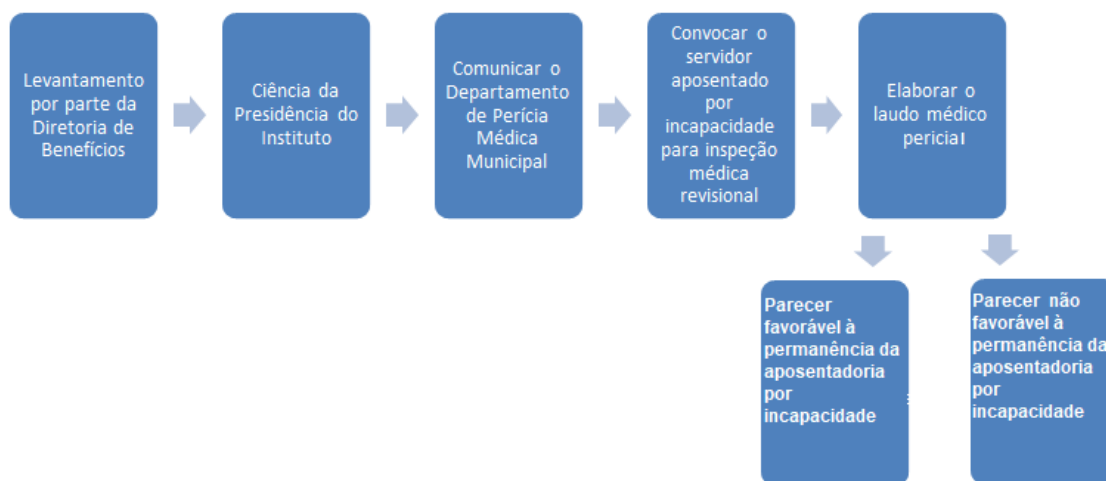 Levantamento
por parte da
Diretoria de
Benefícios
Ciência da
Presidência do
Instituto
Comunicar o
Departamento
de Perícia
Médica
Municipal
Convocar o
servidor
aposentado
por
incapacidade
para inspeção
médica
revisional
Elaborar o
laudo médico
pericial
Parecer
favorável à
permanência da
aposentadoria
por
incapacidade
Parecer não
favorável à
permanência da
aposentadoria
por
incapacidade